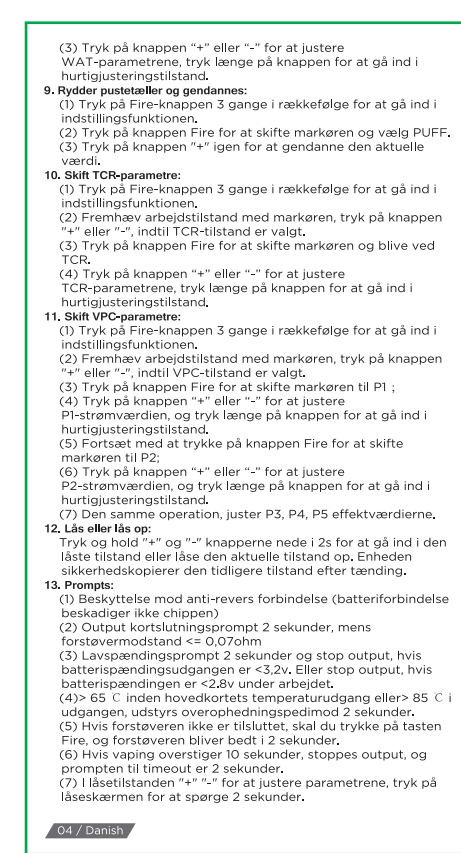 (3) Tryk på knappen “+” eller “-” for at justere
WAT-parametrene, tryk længe på knappen for at gå ind i
hurtigjusteringstilstand.
9. Rydder pustetæller og gendannes:
(1) Tryk på Fire-knappen 3 gange i rækkefølge for at gå ind i
indstillingsfunktionen.
(2) Tryk på knappen Fire for at skifte markøren og vælg PUFF.
(3) Tryk på knappen "+" igen for at gendanne den aktuelle
værdi.
10. Skift TCR-parametre:
(1) Tryk på Fire-knappen 3 gange i rækkefølge for at gå ind i
indstillingsfunktionen.
(2) Fremhæv arbejdstilstand med markøren, tryk på knappen
"+" eller "-", indtil TCR-tilstand er valgt.
(3) Tryk på knappen Fire for at skifte markøren og blive ved
TCR.
(4) Tryk på knappen “+” eller “-” for at justere
TCR-parametrene, tryk længe på knappen for at gå ind i
hurtigjusteringstilstand.
11. Skift VPC-parametre:
(1) Tryk på Fire-knappen 3 gange i rækkefølge for at gå ind i
indstillingsfunktionen.
(2) Fremhæv arbejdstilstand med markøren, tryk på knappen
"+" eller "-", indtil VPC-tilstand er valgt.
(3) Tryk på knappen Fire for at skifte markøren til P1 ;
(4) Tryk på knappen “+” eller “-” for at justere
P1-strømværdien, og tryk længe på knappen for at gå ind i
hurtigjusteringstilstand.
(5) Fortsæt med at trykke på knappen Fire for at skifte
markøren til P2;
(6) Tryk på knappen “+” eller “-” for at justere
P2-strømværdien, og tryk længe på knappen for at gå ind i
hurtigjusteringstilstand.
(7) Den samme operation, juster P3, P4, P5 effektværdierne.
12. Lås eller lås op:
Tryk og hold "+" og "-" knapperne nede i 2s for at gå ind i den
låste tilstand eller låse den aktuelle tilstand op. Enheden
sikkerhedskopierer den tidligere tilstand efter tænding.
13. Prompts:
(1) Beskyttelse mod anti-revers forbindelse (batteriforbindelse
beskadiger ikke chippen)
(2) Output kortslutningsprompt 2 sekunder, mens
forstøvermodstand <= 0,07ohm
(3) Lavspændingsprompt 2 sekunder og stop output, hvis
batterispændingsudgangen er <3,2v. Eller stop output, hvis
batterispændingen er <2.8v under arbejdet.
(4)> 65 ℃ inden hovedkortets temperaturudgang eller> 85 ℃ i
udgangen, udstyrs overophedningspedimod 2 sekunder.
(5) Hvis forstøveren ikke er tilsluttet, skal du trykke på tasten
Fire, og forstøveren bliver bedt i 2 sekunder.
(6) Hvis vaping overstiger 10 sekunder, stoppes output, og
prompten til timeout er 2 sekunder.
(7) I låsetilstanden "+" "-" for at justere parametrene, tryk på
låseskærmen for at spørge 2 sekunder.
04 / Danish